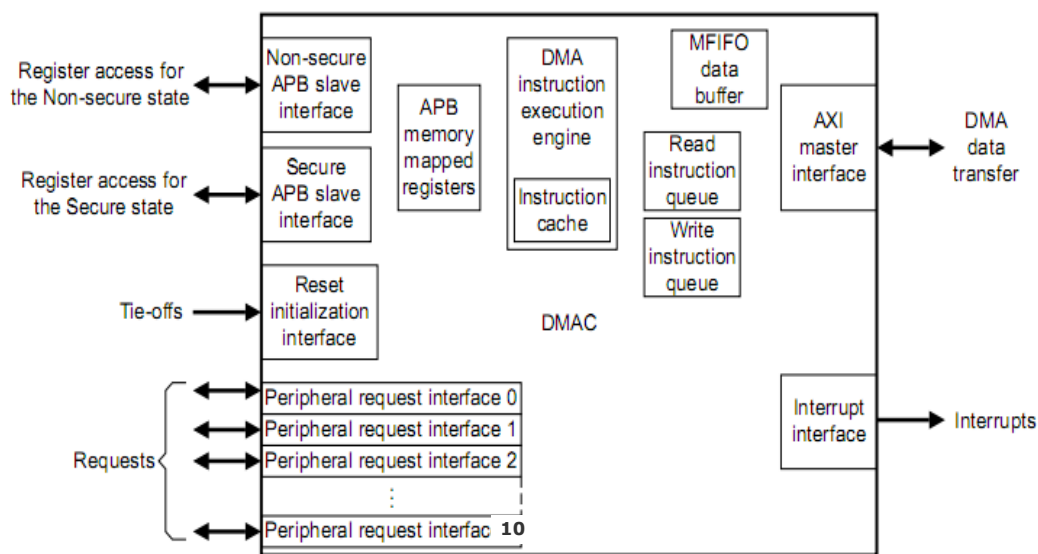 Register access for
the Non-secure state
Non-secure
APB slave
interface
Register access for
the Secure state
Secure
APB slave
interface
APB
memory
mapped
registers
DMA
instruction
execution
engine
Instruction
cache
MFIFO
data
buffer
Read
instruction
queue
Write
instruction
queue
AXI
master
interface
DMA
data
transfer
Tie-offs
Reset
initialization
interface
DMAC
Requests
Peripheral request interface 0
Peripheral request interface 1
Peripheral request interface 2
⋮
Peripheral request interface 10
Interrupt
interface
Interrupts